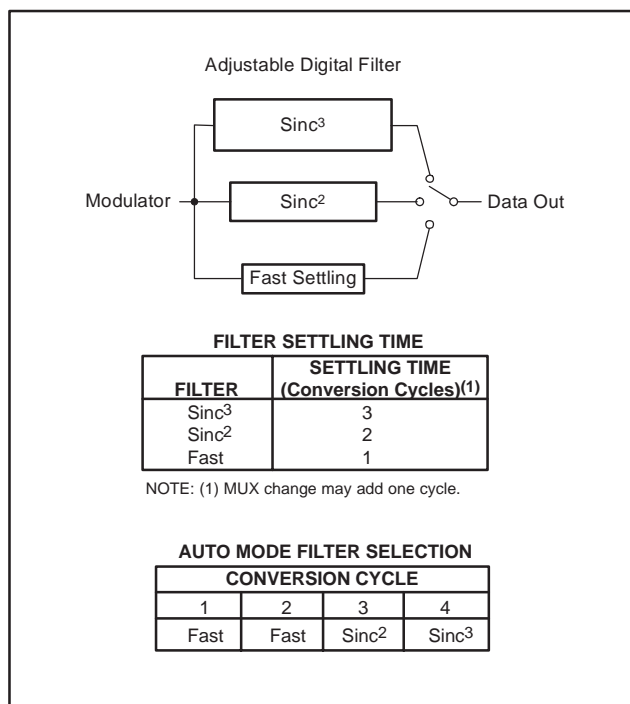 Adjustable Digital Filter
Sinc3
Modulator
Sinc2
Data Out
Fast Settling
FILTER SETTLING TIME
FILTER SETTLING TIME (Conversion Cycles)(1)
Sinc3 3
Sinc2 2
Fast 1
NOTE: (1) MUX change may add one cycle.
AUTO MODE FILTER SELECTION
CONVERSION CYCLE
1 2 3 4
Fast Fast Sinc2 Sinc3